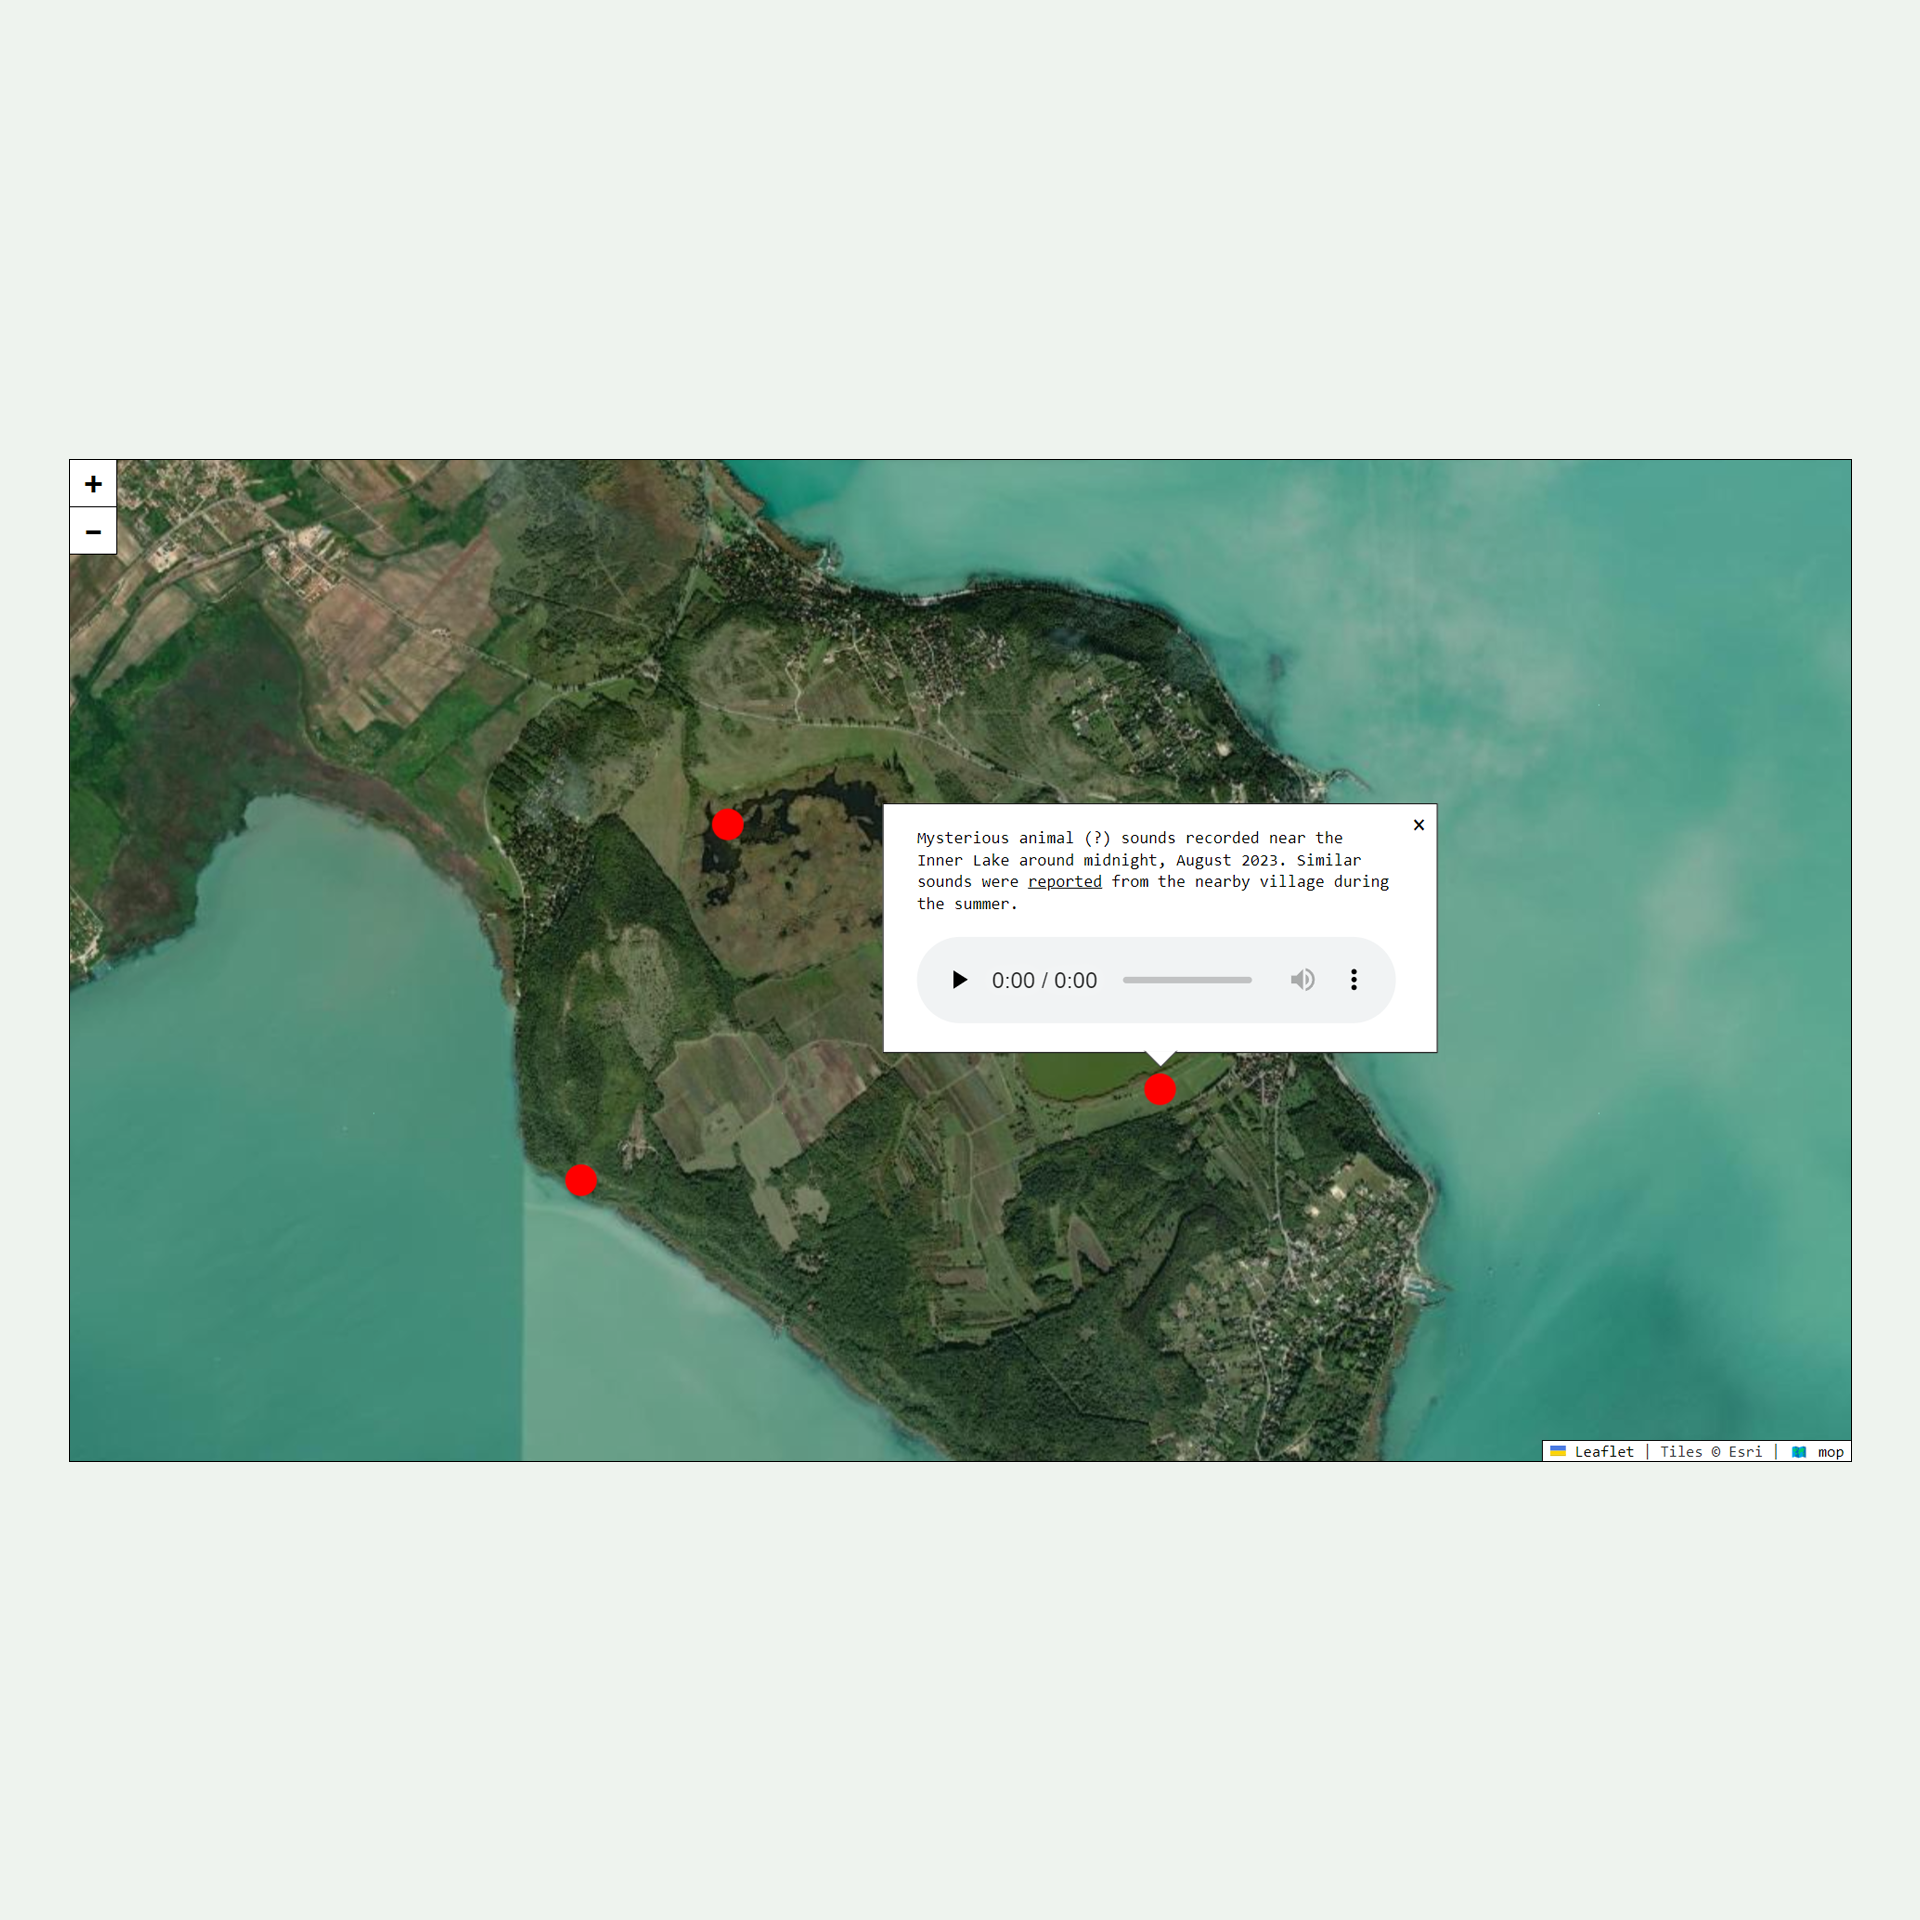 +
−
Mysterious animal (?) sounds recorded near the
Inner Lake around midnight, August 2023. Similar
sounds were reported from the nearby village during
the summer.
×
0:00 / 0:00
Leaflet | Tiles © Esri | mop